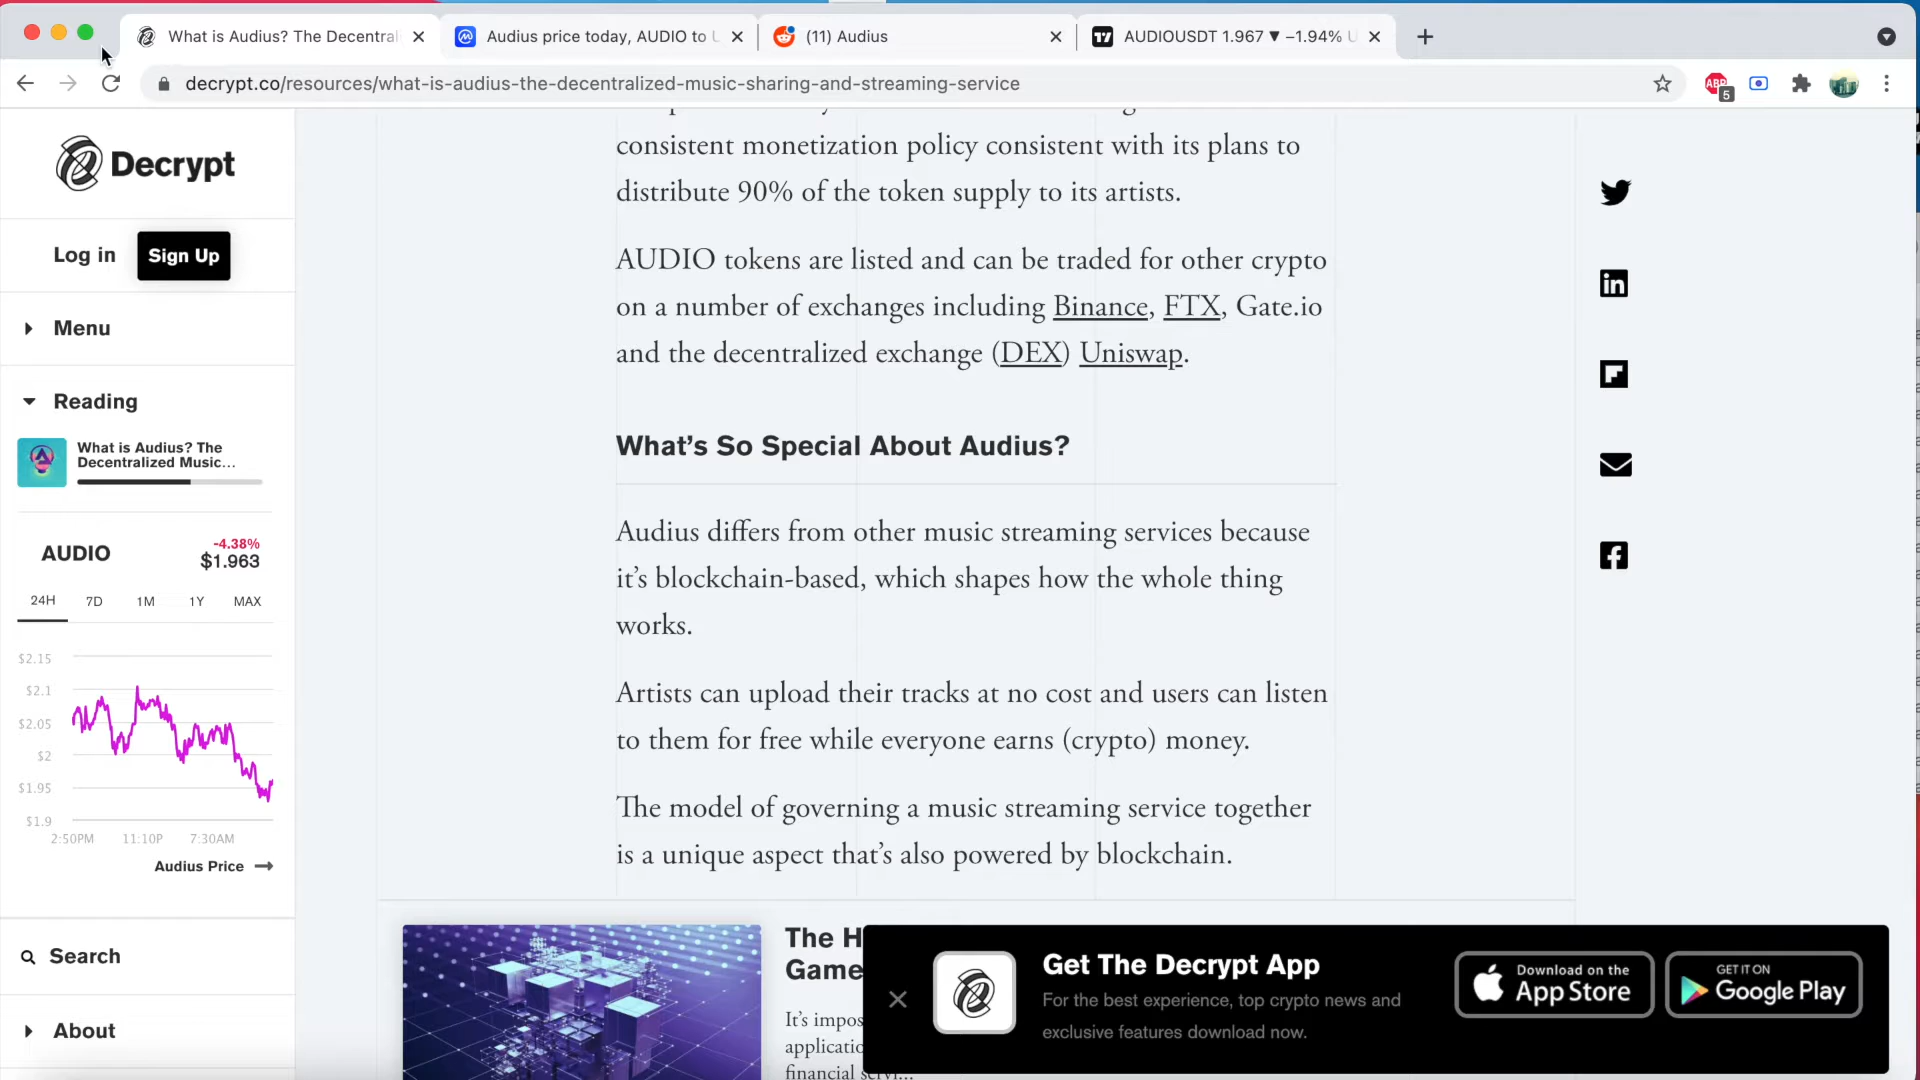 What is Audius? The Decentral
Audius price today, AUDIO to U
(11) Audius
AUDIOUSDT 1.967 ▼ −1.94% U
decrypt.co/resources/what-is-audius-the-decentralized-music-sharing-and-streaming-service
ABP
5
Decrypt
Log in
Sign Up
Menu
Reading
What is Audius? The
Decentralized Music...
AUDIO
-4.38%
$1.963
24H
7D
1M
1Y
MAX
$2.15
$2.1
$2.05
$2
$1.95
$1.9
2:50PM
11:10P
7:30AM
Audius Price
Search
About
consistent monetization policy consistent with its plans to
distribute 90% of the token supply to its artists.
AUDIO tokens are listed and can be traded for other crypto
on a number of exchanges including Binance, FTX, Gate.io
and the decentralized exchange (DEX) Uniswap.
What’s So Special About Audius?
Audius differs from other music streaming services because
it’s blockchain-based, which shapes how the whole thing
works.
Artists can upload their tracks at no cost and users can listen
to them for free while everyone earns (crypto) money.
The model of governing a music streaming service together
is a unique aspect that’s also powered by blockchain.
The H
Game
It’s impos
applicatio
financial servi...
Get The Decrypt App
For the best experience, top crypto news and
exclusive features download now.
Download on the
App Store
GET IT ON
Google Play